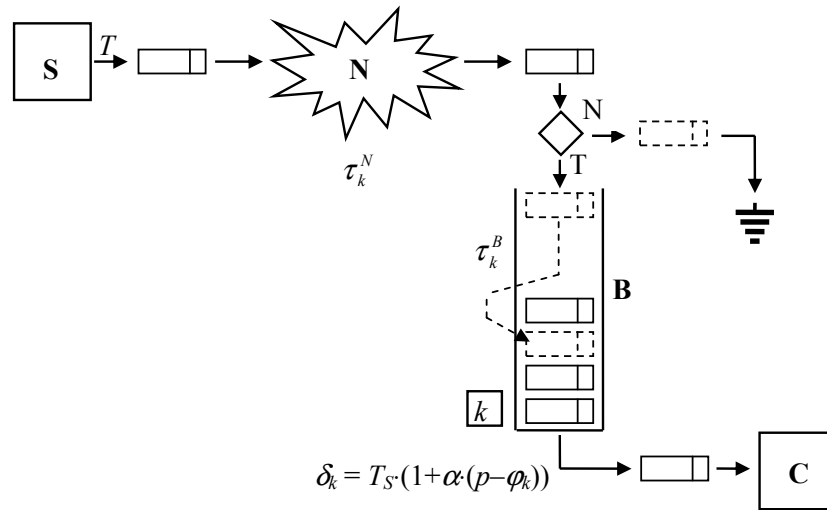 S
T
N
N
T
τ_k^N
τ_k^B
B
k
δ_k = T_S·(1+α·(p–φ_k))
C